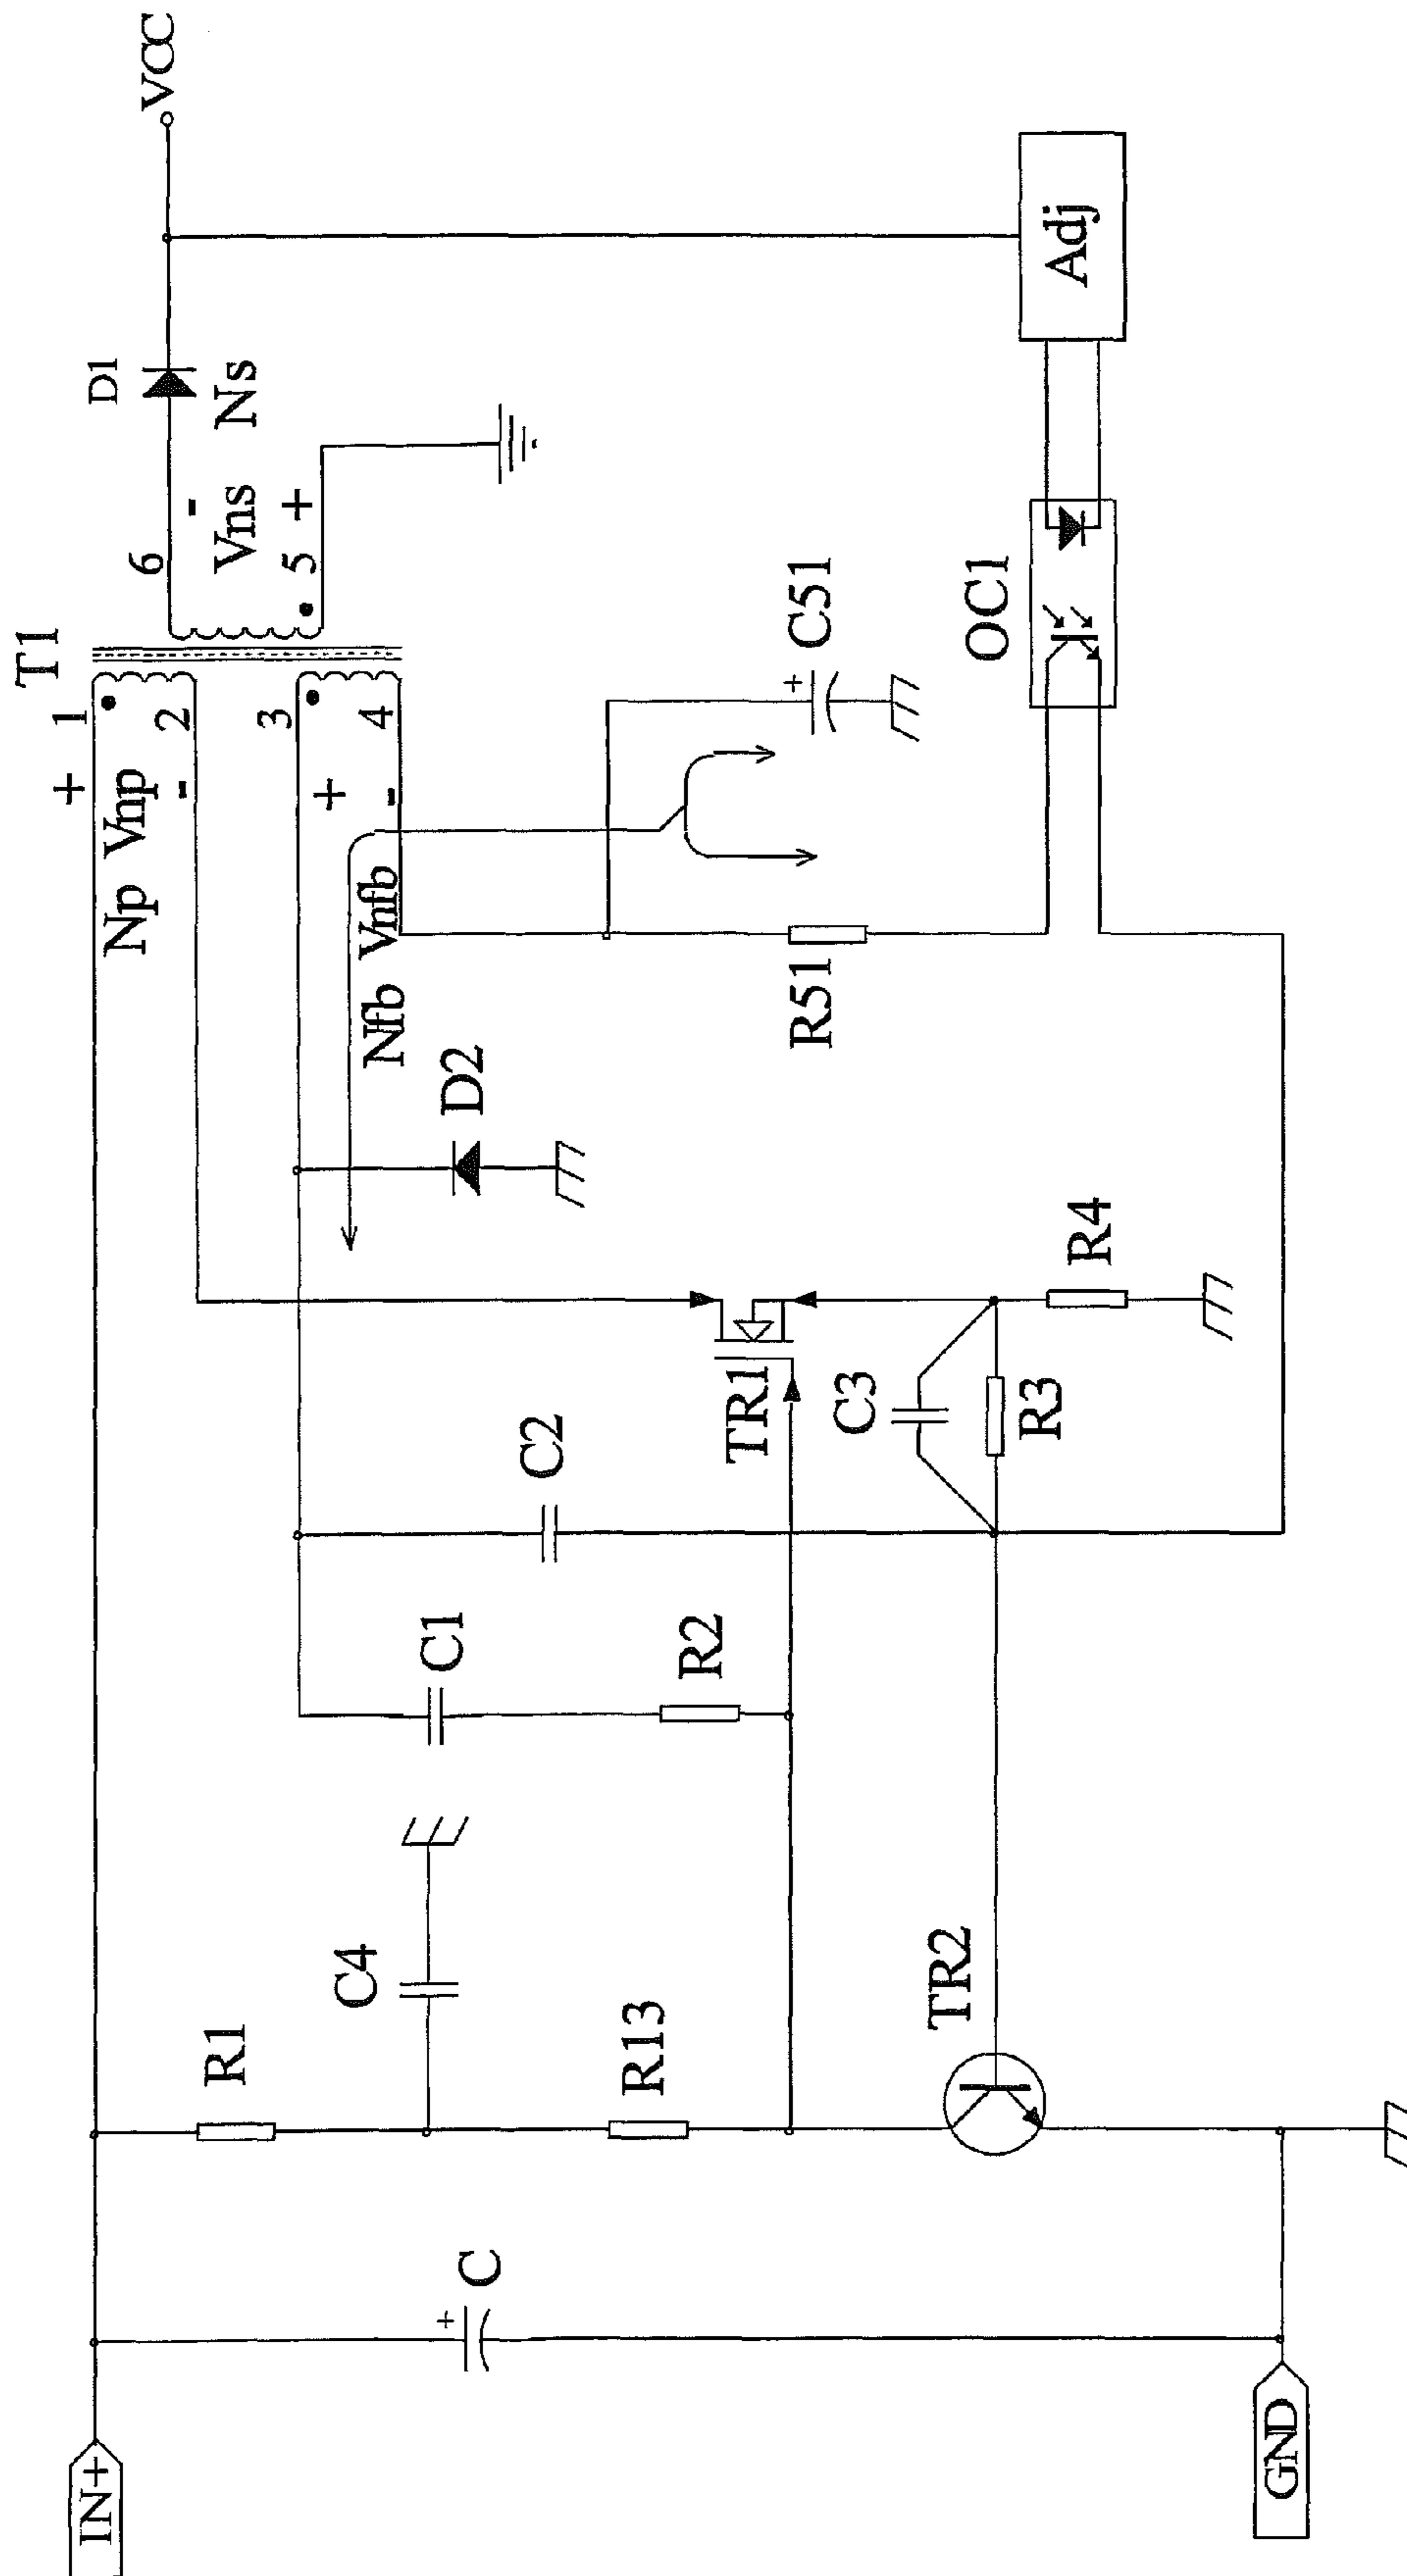 VCC
D1
Ns
-
Vns
+
6
5
T1
1
2
3
4
+
Np Vnp
-
+
-
Nfb Vnfb
D2
C51
+
R51
OC1
Adj
R4
R3
C3
TR1
C2
C1
R2
C4
R1
R13
TR2
C
+
IN+
GND